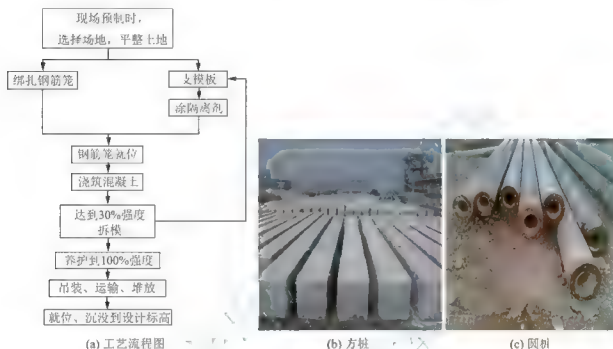 现场预制时，
选择场地，平整土地
绑扎钢筋笼
支模板
涂隔离剂
钢筋笼就位
浇筑混凝土
达到30%强度
拆模
养护到100%强度
吊装、运输、堆放
就位、沉没到设计标高
(a) 工艺流程图
(b) 方桩
(c) 圆桩